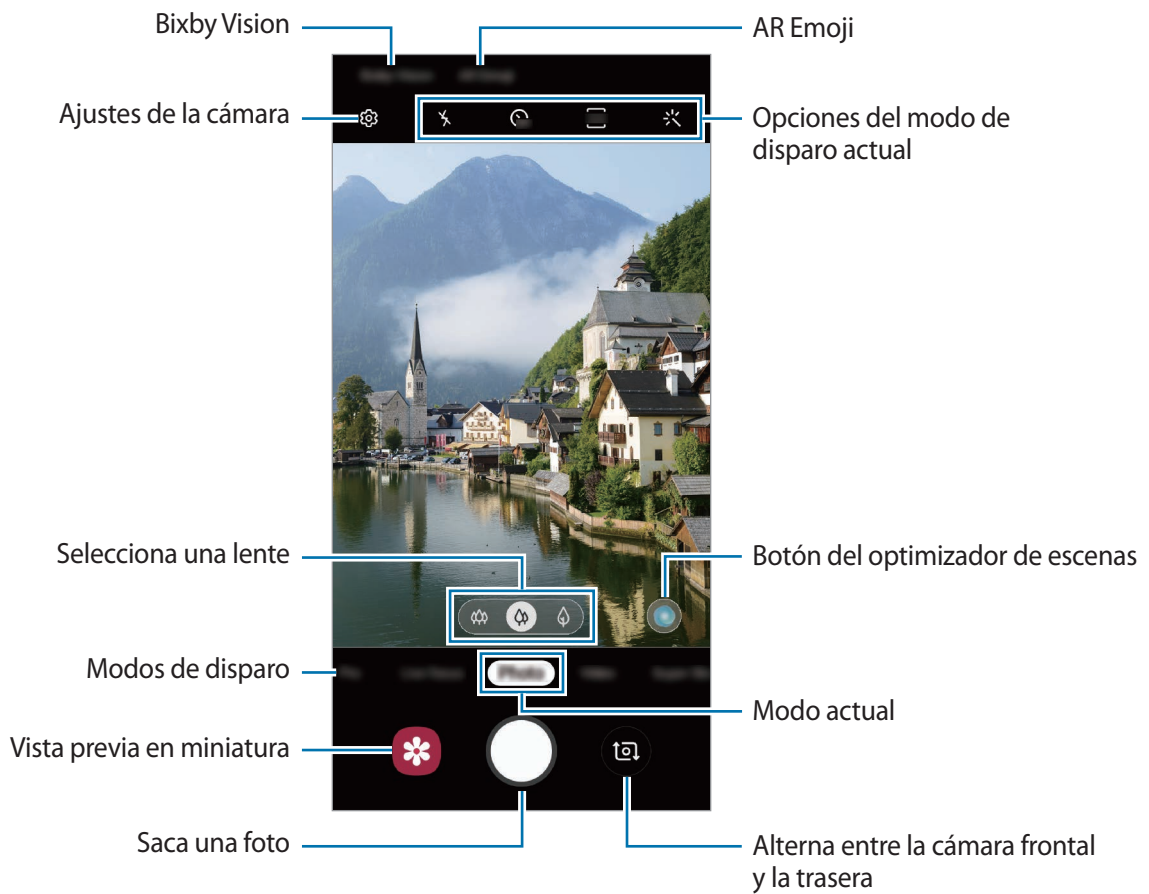 Bixby Vision
AR Emoji
Ajustes de la cámara
Opciones del modo de
disparo actual
Selecciona una lente
Botón del optimizador de escenas
Modos de disparo
Modo actual
Vista previa en miniatura
Saca una foto
Alterna entre la cámara frontal
y la trasera